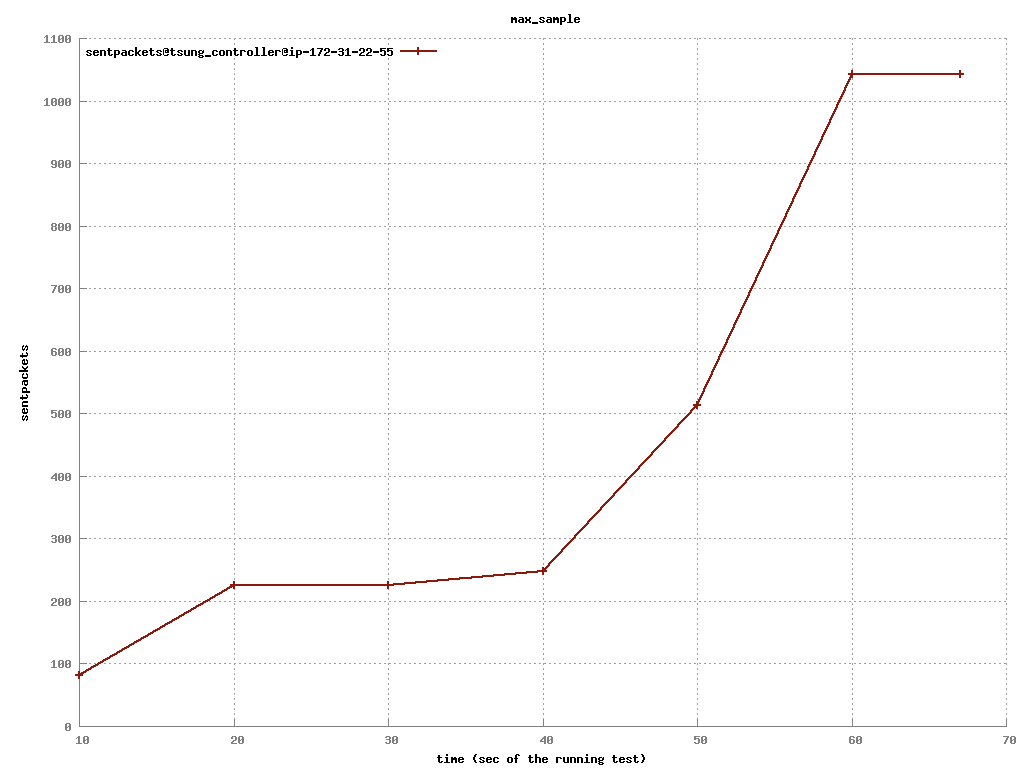 max_sample
sentpackets@tsung_controller@ip-172-31-22-55
1100
1000
900
800
700
600
500
400
300
200
100
0
sentpackets
10 20 30 40 50 60 70
time (sec of the running test)